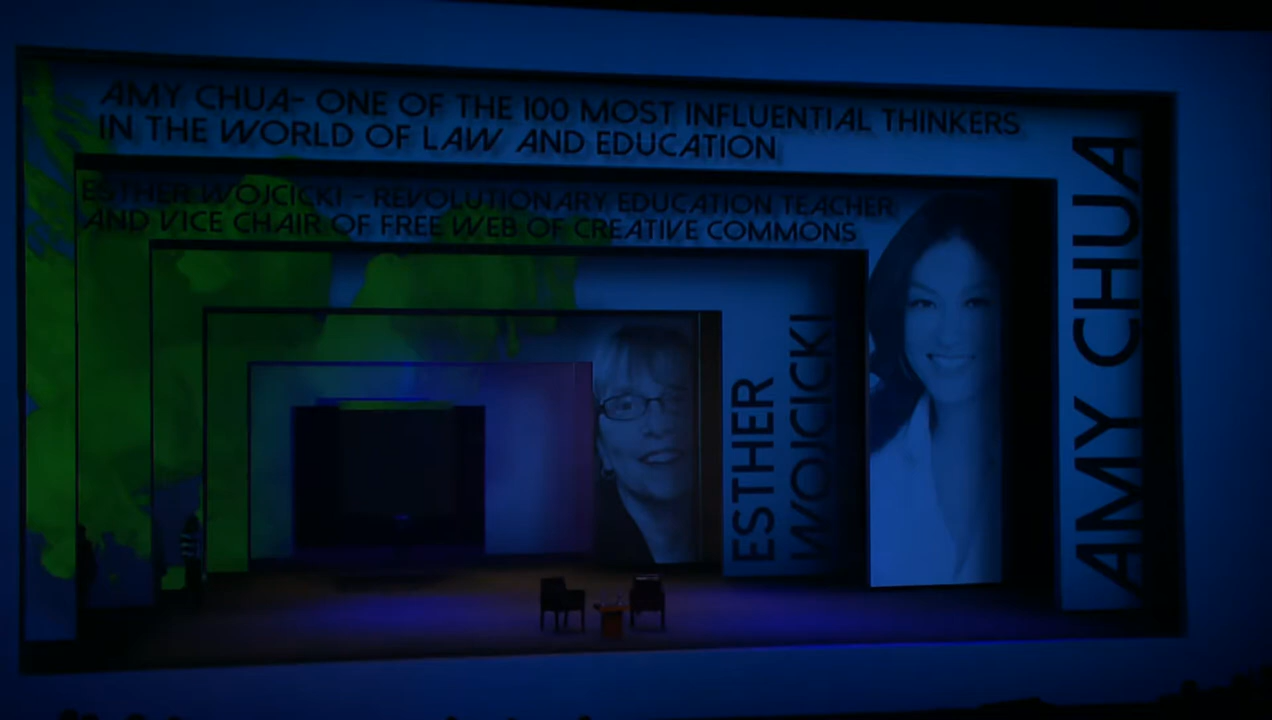 AMY CHUA- ONE OF THE 100 MOST INFLUENTIAL THINKERS
IN THE WORLD OF LAW AND EDUCATION
ESTHER WOJCICKI - REVOLUTIONARY EDUCATION TEACHER
AND VICE CHAIR OF FREE WEB OF CREATIVE COMMONS
ESTHER
WOJCICKI
AMY CHUA